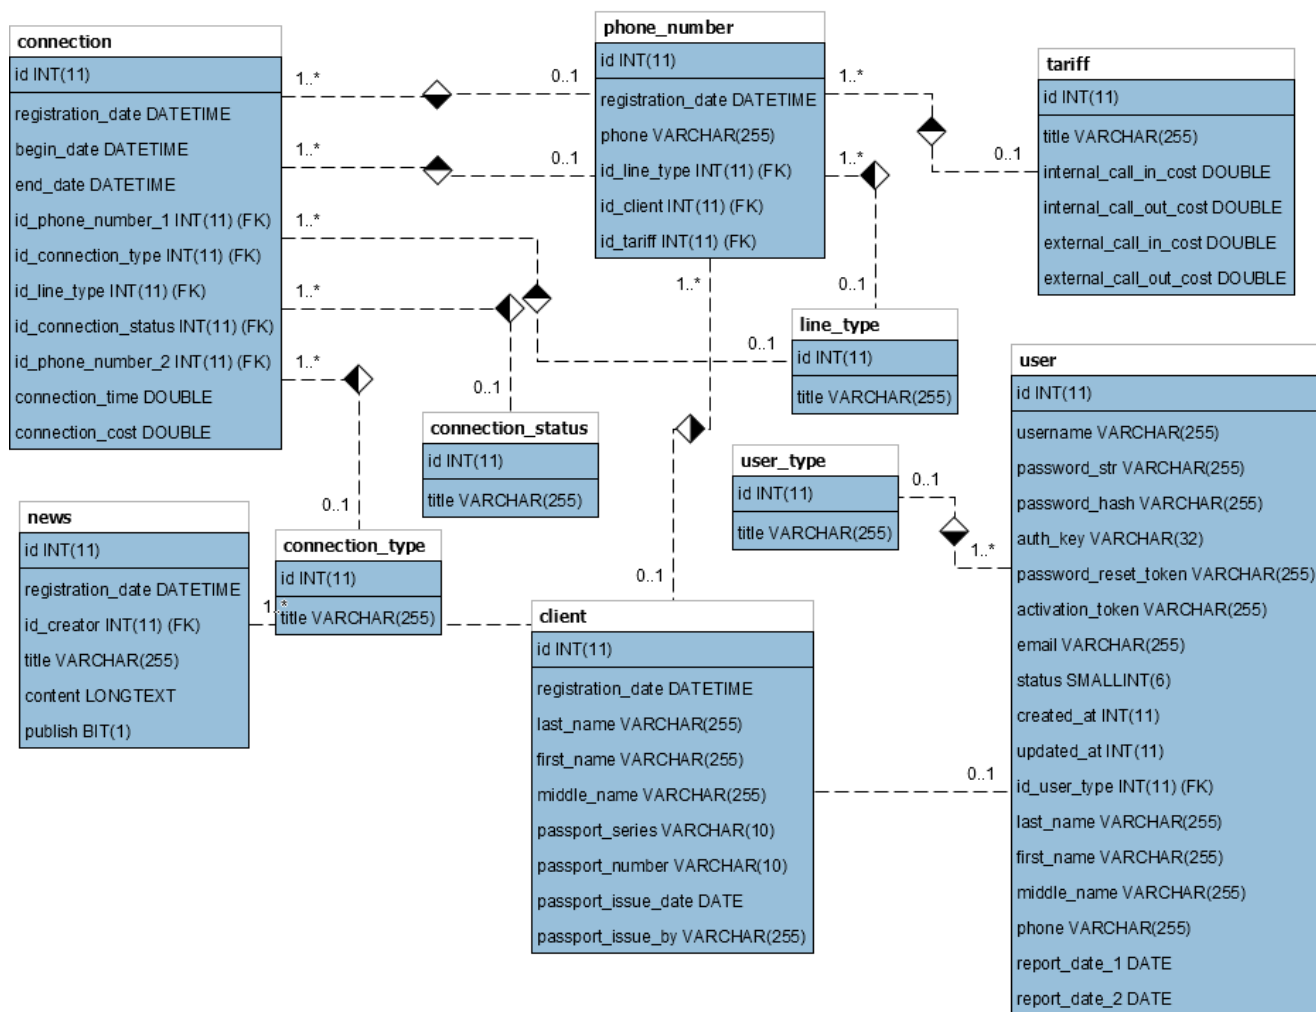 connection
id INT(11)
registration_date DATETIME
begin_date DATETIME
end_date DATETIME
id_phone_number_1 INT(11) (FK)
id_connection_type INT(11) (FK)
id_line_type INT(11) (FK)
id_connection_status INT(11) (FK)
id_phone_number_2 INT(11) (FK)
connection_time DOUBLE
connection_cost DOUBLE
1..*
0..1
1..*
0..1
1..*
0..1
1..*
0..1
1..*
0..1
phone_number
id INT(11)
registration_date DATETIME
phone VARCHAR(255)
id_line_type INT(11) (FK)
id_client INT(11) (FK)
id_tariff INT(11) (FK)
1..*
0..1
1..*
0..1
1..*
0..1
tariff
id INT(11)
title VARCHAR(255)
internal_call_in_cost DOUBLE
internal_call_out_cost DOUBLE
external_call_in_cost DOUBLE
external_call_out_cost DOUBLE
line_type
id INT(11)
title VARCHAR(255)
connection_status
id INT(11)
title VARCHAR(255)
user_type
id INT(11)
title VARCHAR(255)
0..1
1..*
user
id INT(11)
username VARCHAR(255)
password_str VARCHAR(255)
password_hash VARCHAR(255)
auth_key VARCHAR(32)
password_reset_token VARCHAR(255)
activation_token VARCHAR(255)
email VARCHAR(255)
status SMALLINT(6)
created_at INT(11)
updated_at INT(11)
id_user_type INT(11) (FK)
last_name VARCHAR(255)
first_name VARCHAR(255)
middle_name VARCHAR(255)
phone VARCHAR(255)
report_date_1 DATE
report_date_2 DATE
news
id INT(11)
registration_date DATETIME
id_creator INT(11) (FK)
title VARCHAR(255)
content LONGTEXT
publish BIT(1)
1..*
connection_type
id INT(11)
title VARCHAR(255)
client
id INT(11)
registration_date DATETIME
last_name VARCHAR(255)
first_name VARCHAR(255)
middle_name VARCHAR(255)
passport_series VARCHAR(10)
passport_number VARCHAR(10)
passport_issue_date DATE
passport_issue_by VARCHAR(255)
0..1